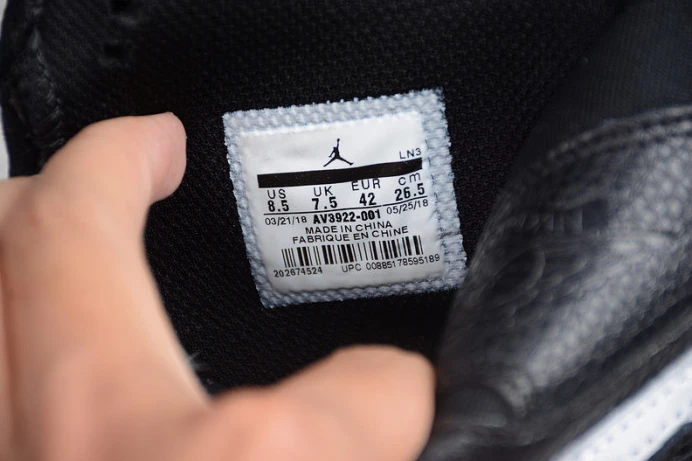 LN3
US UK EUR cm
8.5 7.5 42 26.5
03/21/18 AV3922-001 05/25/18
MADE IN CHINA
FABRIQUE EN CHINE
202674524 UPC 00885178595189